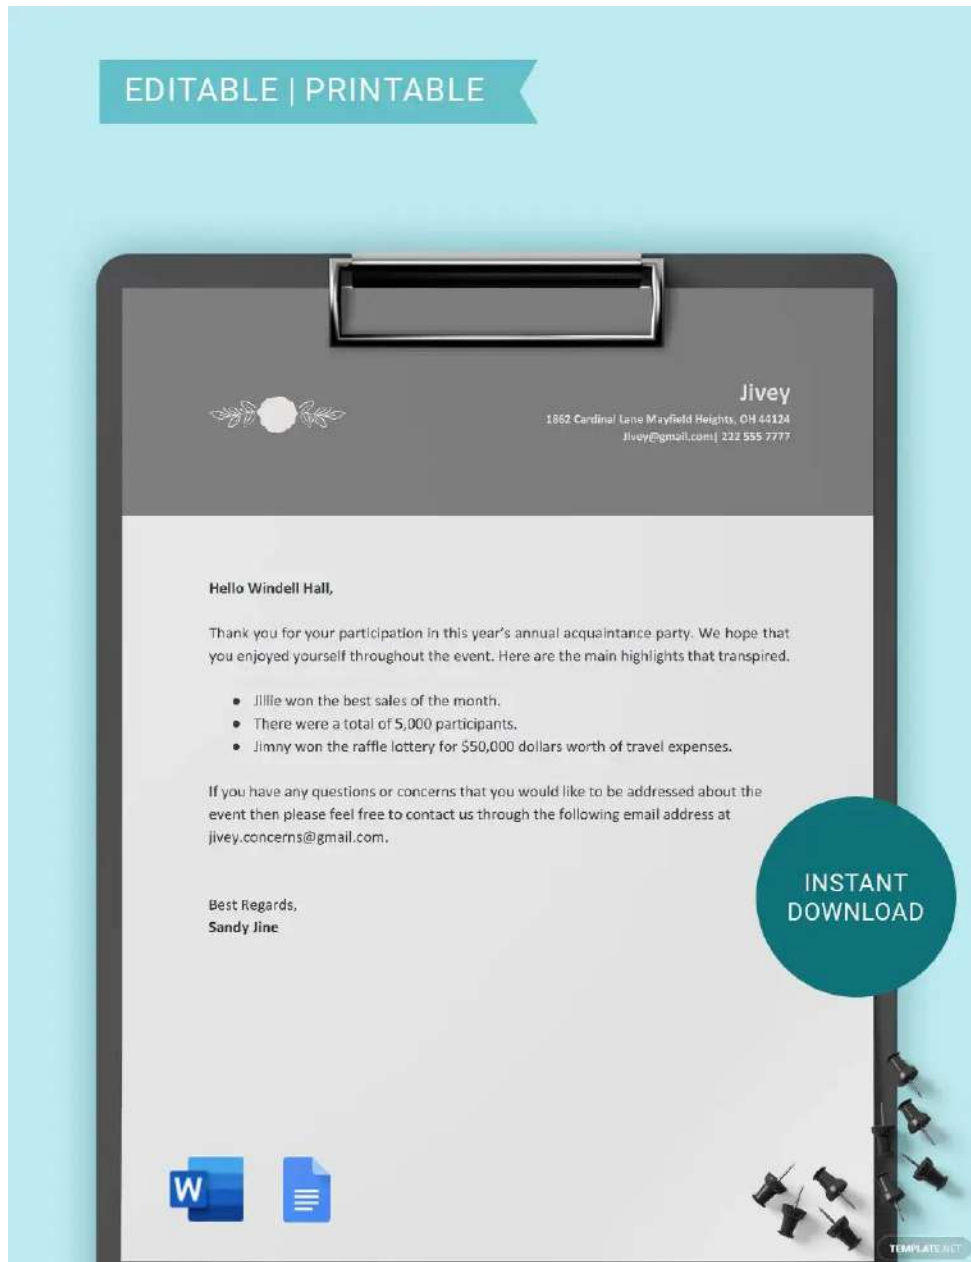 EDITABLE | PRINTABLE
Jivey
1862 Cardinal Lane Mayfield Heights, OH 44124
Jivey@gmail.com| 222 555 7777
Hello Windell Hall,
Thank you for your participation in this year's annual acquaintance party. We hope that
you enjoyed yourself throughout the event. Here are the main highlights that transpired.
● Jillie won the best sales of the month.
● There were a total of 5,000 participants.
● Jimny won the raffle lottery for $50,000 dollars worth of travel expenses.
If you have any questions or concerns that you would like to be addressed about the
event then please feel free to contact us through the following email address at
jivey.concerns@gmail.com.
INSTANT
DOWNLOAD
Best Regards,
Sandy Jine
W
TEMPLATE.NET